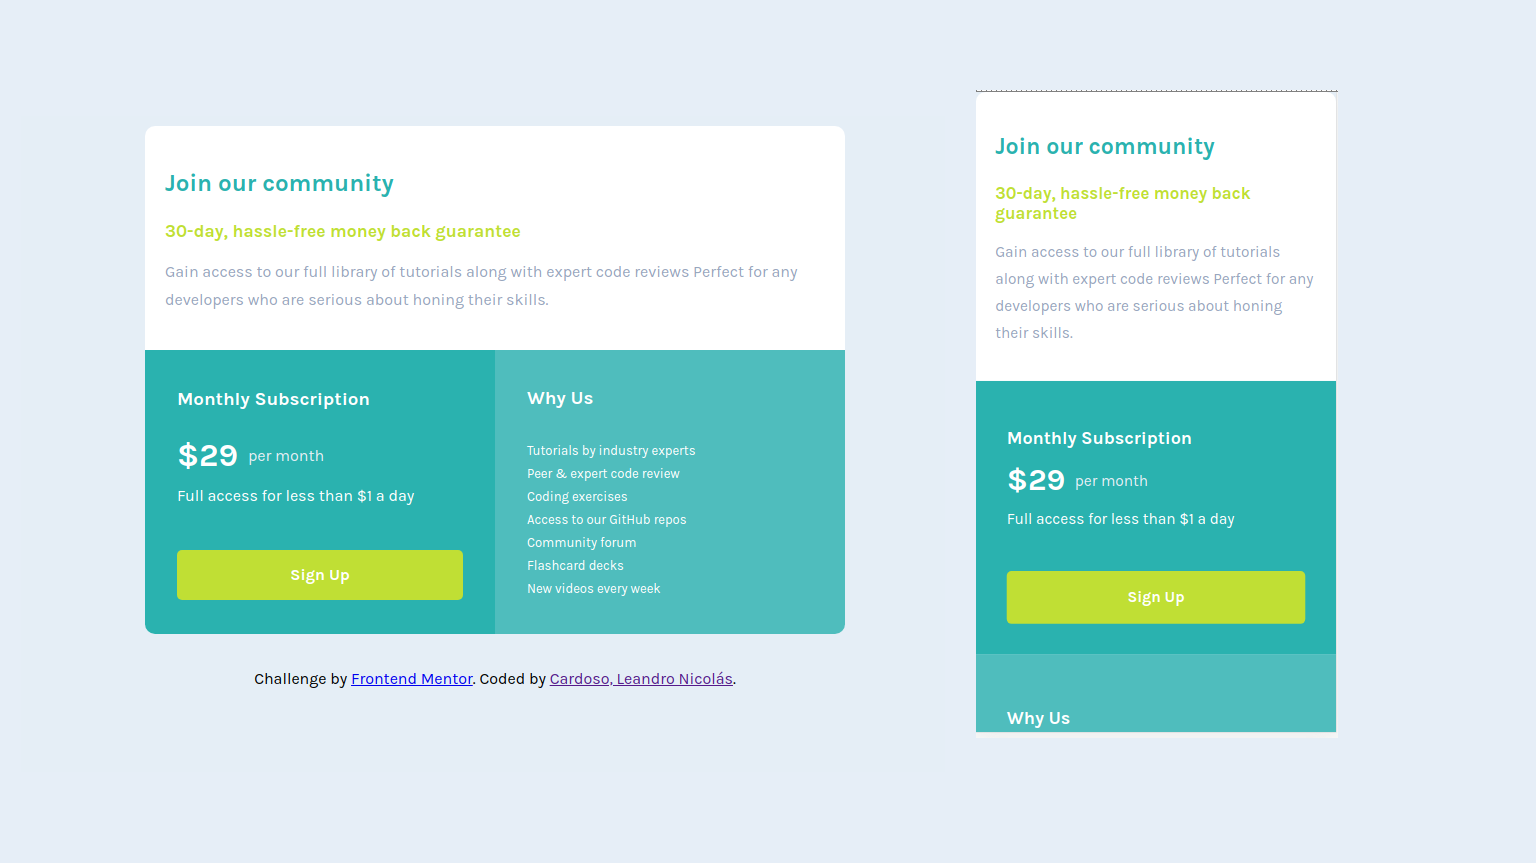 Join our community
30-day, hassle-free money back guarantee
Gain access to our full library of tutorials along with expert code reviews Perfect for any
developers who are serious about honing their skills.
Monthly Subscription
$29 per month
Full access for less than $1 a day
Sign Up
Why Us
Tutorials by industry experts
Peer & expert code review
Coding exercises
Access to our GitHub repos
Community forum
Flashcard decks
New videos every week
Challenge by Frontend Mentor. Coded by Cardoso, Leandro Nicolás.
Join our community
30-day, hassle-free money back
guarantee
Gain access to our full library of tutorials
along with expert code reviews Perfect for any
developers who are serious about honing
their skills.
Monthly Subscription
$29 per month
Full access for less than $1 a day
Sign Up
Why Us